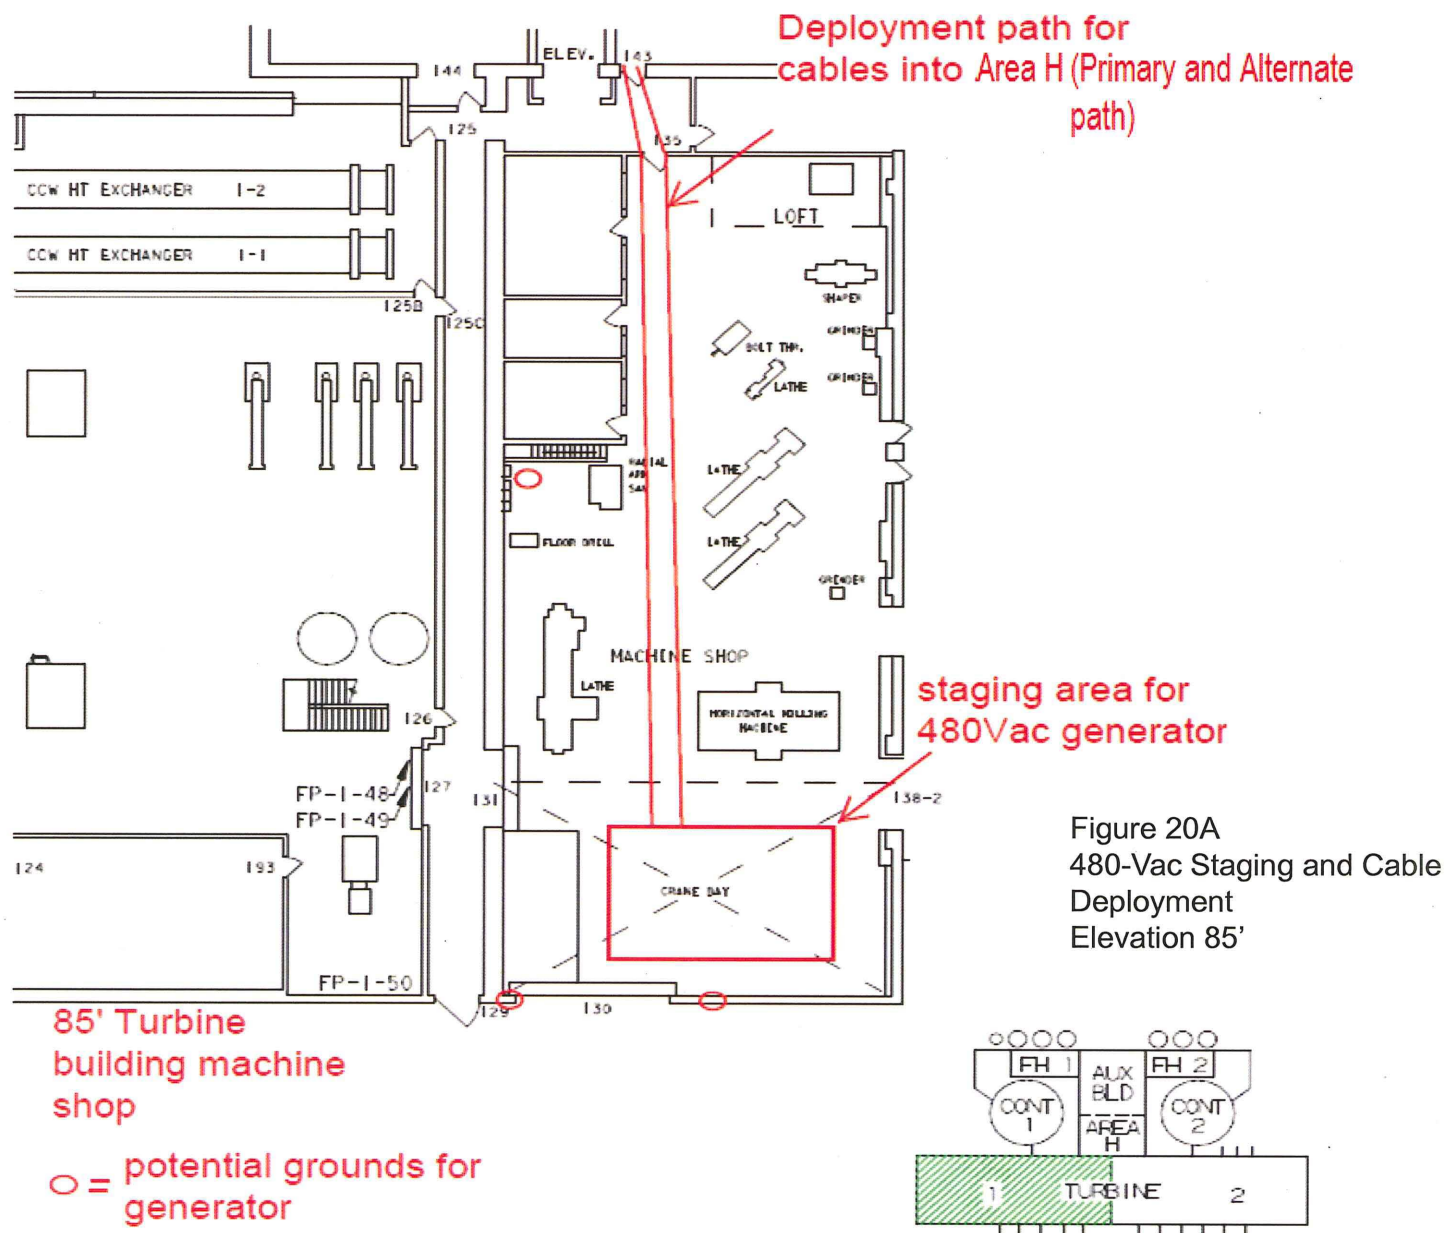 Deployment path for
cables into Area H (Primary and Alternate
path)
ELEV.
143
144
125
135
CCW HT EXCHANGER 1-2
LOFT
CCW HT EXCHANGER 1-1
SHAPER
125B
125C
GRINDER
BOLT THR.
GRINDER
LATHE
RADIAL
ARM
SAW
LATHE
FLOOR DRILL
LATHE
GRINDER
MACHINE SHOP
LATHE
staging area for
480Vac generator
HORIZONTAL MILLING
MACHINE
126
127
FP-1-48
131
138-2
FP-1-49
124
193
CRANE BAY
Figure 20A
480-Vac Staging and Cable
Deployment
Elevation 85’
FP-1-50
129
130
85' Turbine
building machine
shop
= potential grounds for
generator
FH 1
FH 2
AUX
BLD
CONT
1
CONT
2
AREA
H
1
TURBINE
2